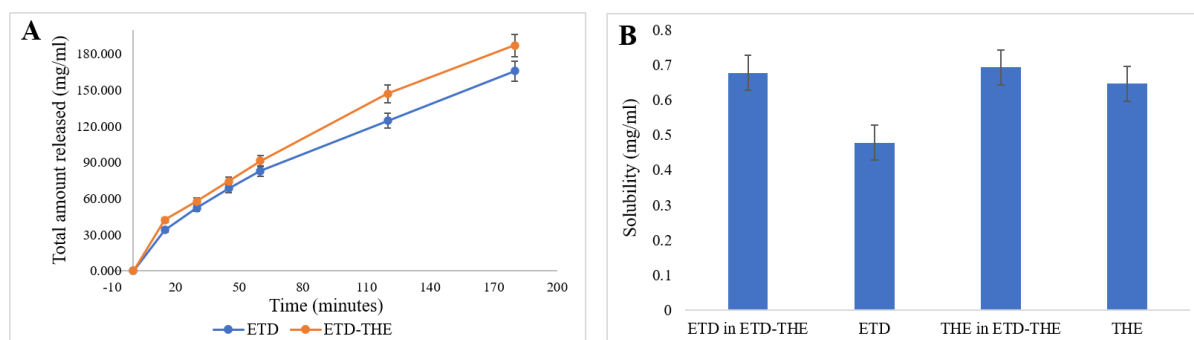 A
Total amount released (mg/ml)
180.000
150.000
120.000
90.000
60.000
30.000
0.000
-10 20 50 80 110 140 170 200
Time (minutes)
ETD ETD-THE
B
Solubility (mg/ml)
0.8
0.7
0.6
0.5
0.4
0.3
0.2
0.1
0
ETD in ETD-THE ETD THE in ETD-THE THE